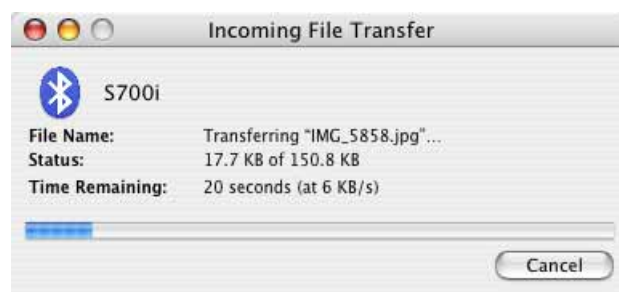 Incoming File Transfer
S700i
File Name: Transferring "IMG_5858.jpg"...
Status: 17.7 KB of 150.8 KB
Time Remaining: 20 seconds (at 6 KB/s)
Cancel